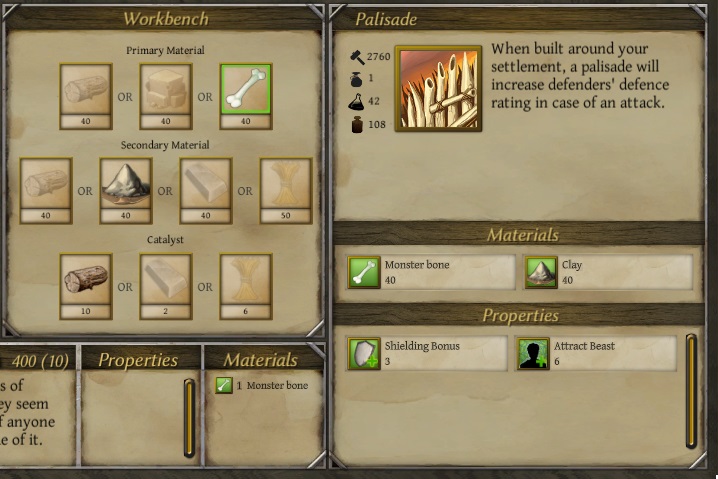 Workbench
Primary Material
OR OR
40 40 40
Secondary Material
OR OR OR
40 40 40 50
Catalyst
OR OR
10 2 6
400 (10)
s of
ey seem
f anyone
e of it.
Properties
Materials
1 Monster bone
Palisade
2760
1
42
108
When built around your
settlement, a palisade will
increase defenders' defence
rating in case of an attack.
Materials
Monster bone
40
Clay
40
Properties
Shielding Bonus
3
Attract Beast
6